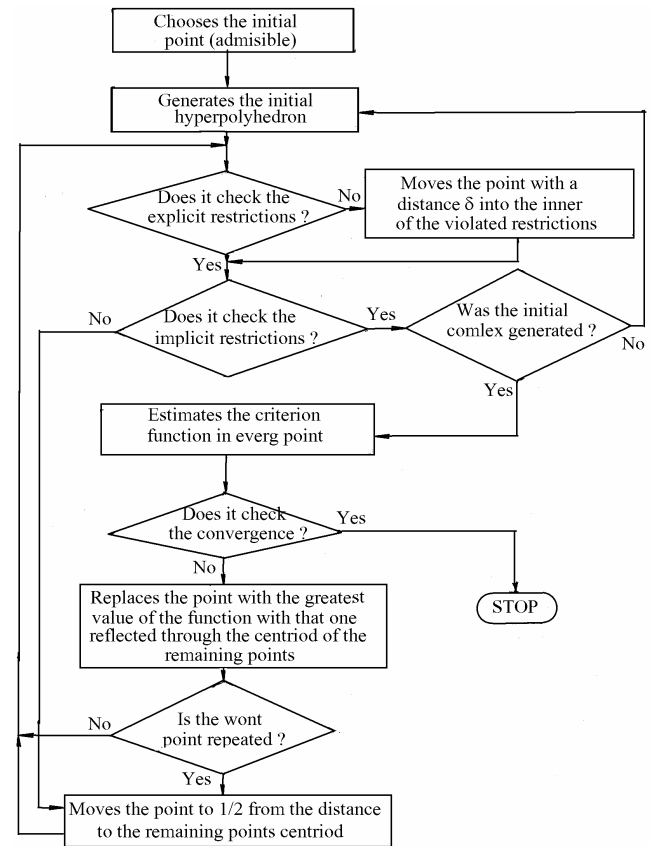 Chooses the initial
point (admisible)
Generates the initial
hyperpolyhedron
Does it check the
explicit restrictions ?
No
Moves the point with a
distance δ into the inner
of the violated restrictions
Yes
No
Does it check the
implicit restrictions ?
Yes
Was the initial
comlex generated ?
No
Yes
Estimates the criterion
function in everg point
Does it check
the convergence ?
Yes
No
STOP
Replaces the point with the greatest
value of the function with that one
reflected through the centriod of the
remaining points
No
Is the wont
point repeated ?
Yes
Moves the point to 1/2 from the distance
to the remaining points centriod